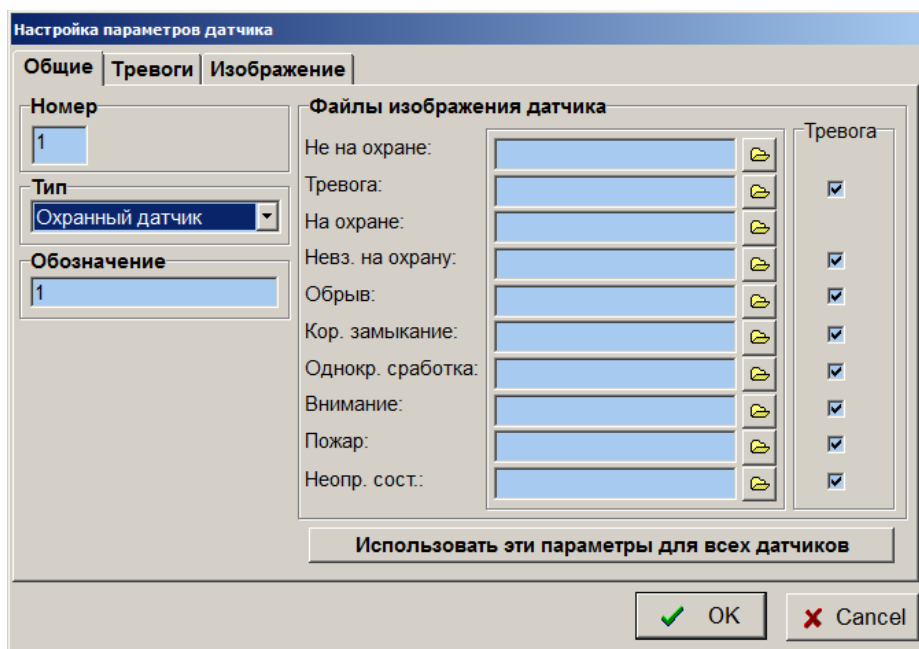 Настройка параметров датчика
Общие Тревоги Изображение
Номер
1
Тип
Охранный датчик
Обозначение
1
Файлы изображения датчика
Тревога
Не на охране:
Тревога:
На охране:
Невз. на охрану:
Обрыв:
Кор. замыкание:
Однокр. сработка:
Внимание:
Пожар:
Неопр. сост.:
Использовать эти параметры для всех датчиков
OK Cancel